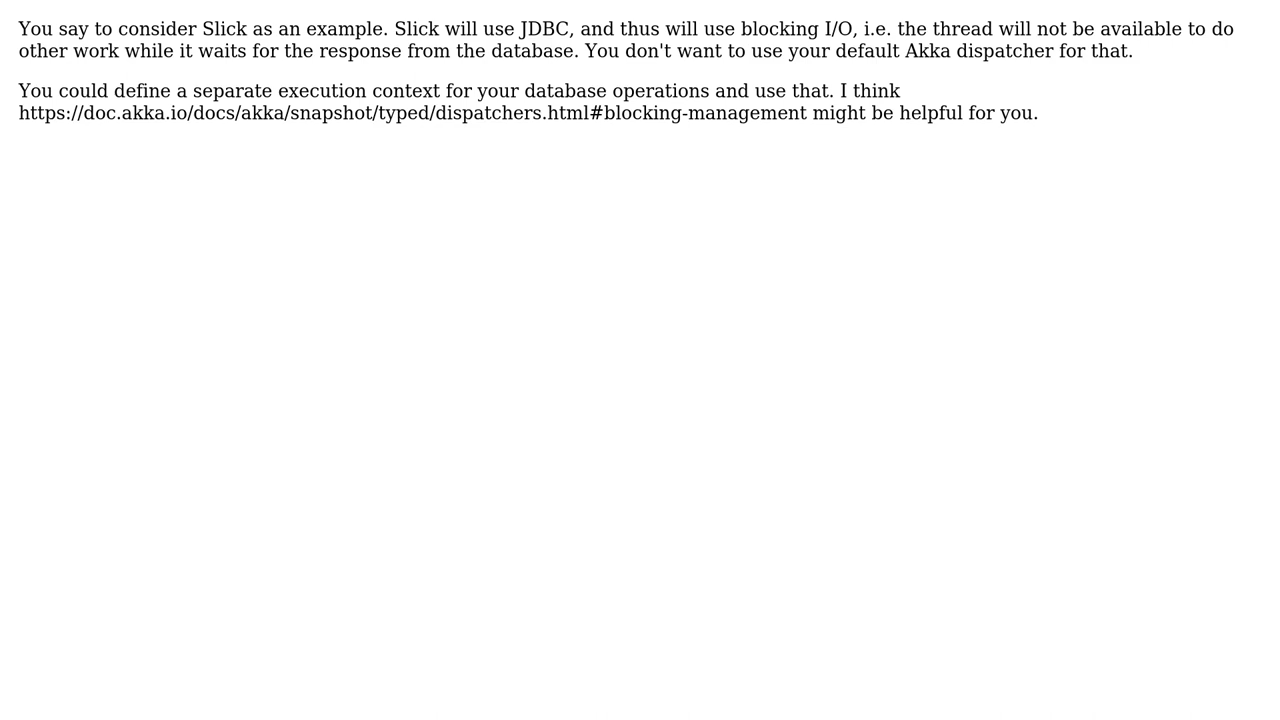 You say to consider Slick as an example. Slick will use JDBC, and thus will use blocking I/O, i.e. the thread will not be available to do
other work while it waits for the response from the database. You don't want to use your default Akka dispatcher for that.
You could define a separate execution context for your database operations and use that. I think
https://doc.akka.io/docs/akka/snapshot/typed/dispatchers.html#blocking-management might be helpful for you.